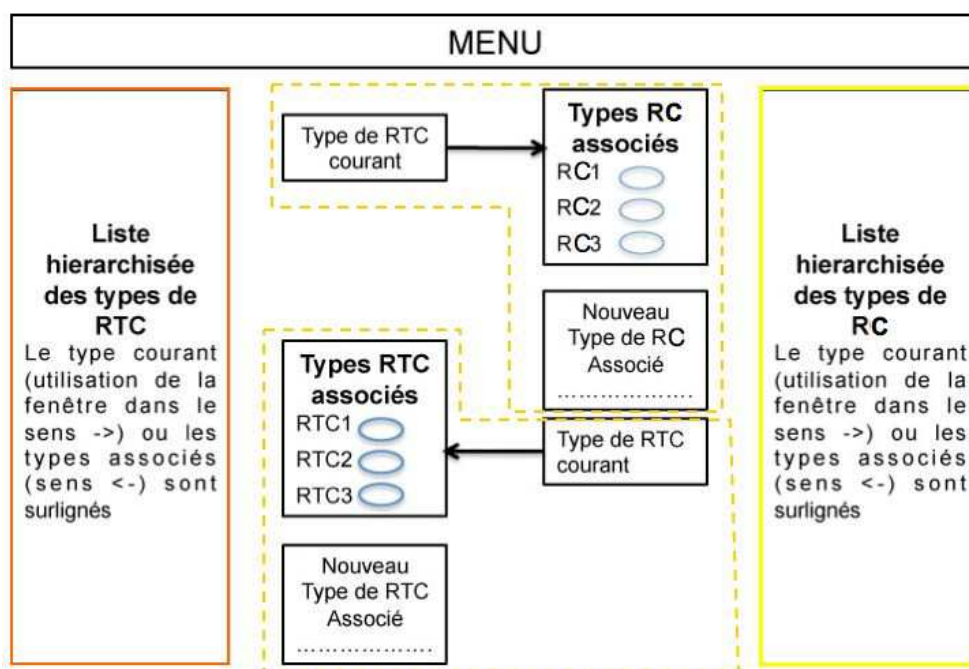 MENU
Liste
hierarchisée
des types de
RTC
Le type courant
(utilisation de la
fenêtre dans le
sens ->) ou les
types associés
(sens <-) sont
surlignés
Type de RTC
courant
Types RC
associés
RC1
RC2
RC3
Nouveau
Type de RC
Associé
....................
Types RTC
associés
RTC1
RTC2
RTC3
Type de RTC
courant
Nouveau
Type de RTC
Associé
....................
Liste
hierarchisée
des types de
RC
Le type courant
(utilisation de la
fenêtre dans le
sens ->) ou les
types associés
(sens <-) sont
surlignés